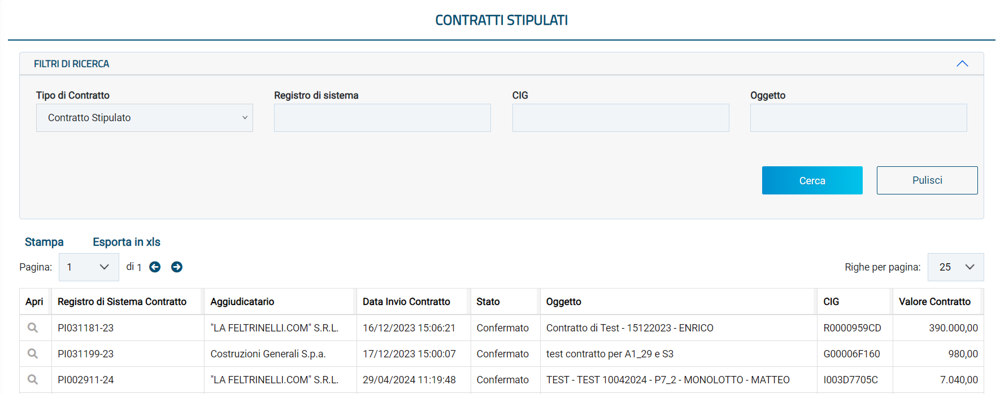 CONTRATTI STIPULATI
FILTRI DI RICERCA
Tipo di Contratto Registro di sistema CIG Oggetto
Contratto Stipulato
Cerca Pulisci
Stampa Esporta in xls
Pagina: 1 di 1 Righe per pagina: 25
Apri Registro di Sistema Contratto Aggiudicatario Data Invio Contratto Stato Oggetto CIG Valore Contratto
PI031181-23 "LA FELTRINELLI.COM" S.R.L. 16/12/2023 15:06:21 Confermato Contratto di Test - 15122023 - ENRICO R0000959CD 390.000,00
PI031199-23 Costruzioni Generali S.p.a. 17/12/2023 15:00:07 Confermato test contratto per A1_29 e S3 G00006F160 980,00
PI002911-24 "LA FELTRINELLI.COM" S.R.L. 29/04/2024 11:19:48 Confermato TEST - TEST 10042024 - P7_2 - MONOLOTTO - MATTEO I003D7705C 7.040,00